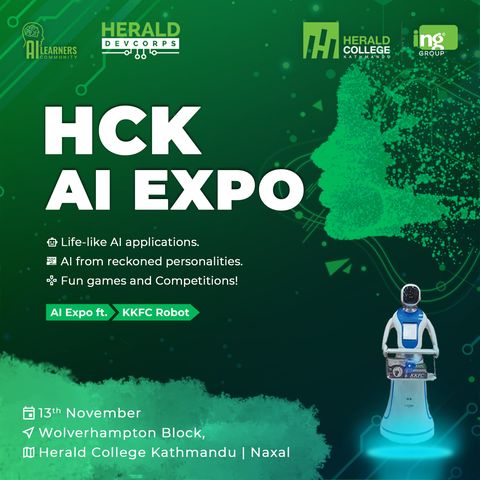 AI LEARNERS
COMMUNITY
HERALD
DEVCORPS
HERALD
COLLEGE
KATHMANDU
ing
GROUP
HCK
AI EXPO
Life-like AI applications.
AI from reckoned personalities.
Fun games and Competitions!
AI Expo ft. KKFC Robot
KKFC
13th November
Wolverhampton Block,
Herald College Kathmandu | Naxal